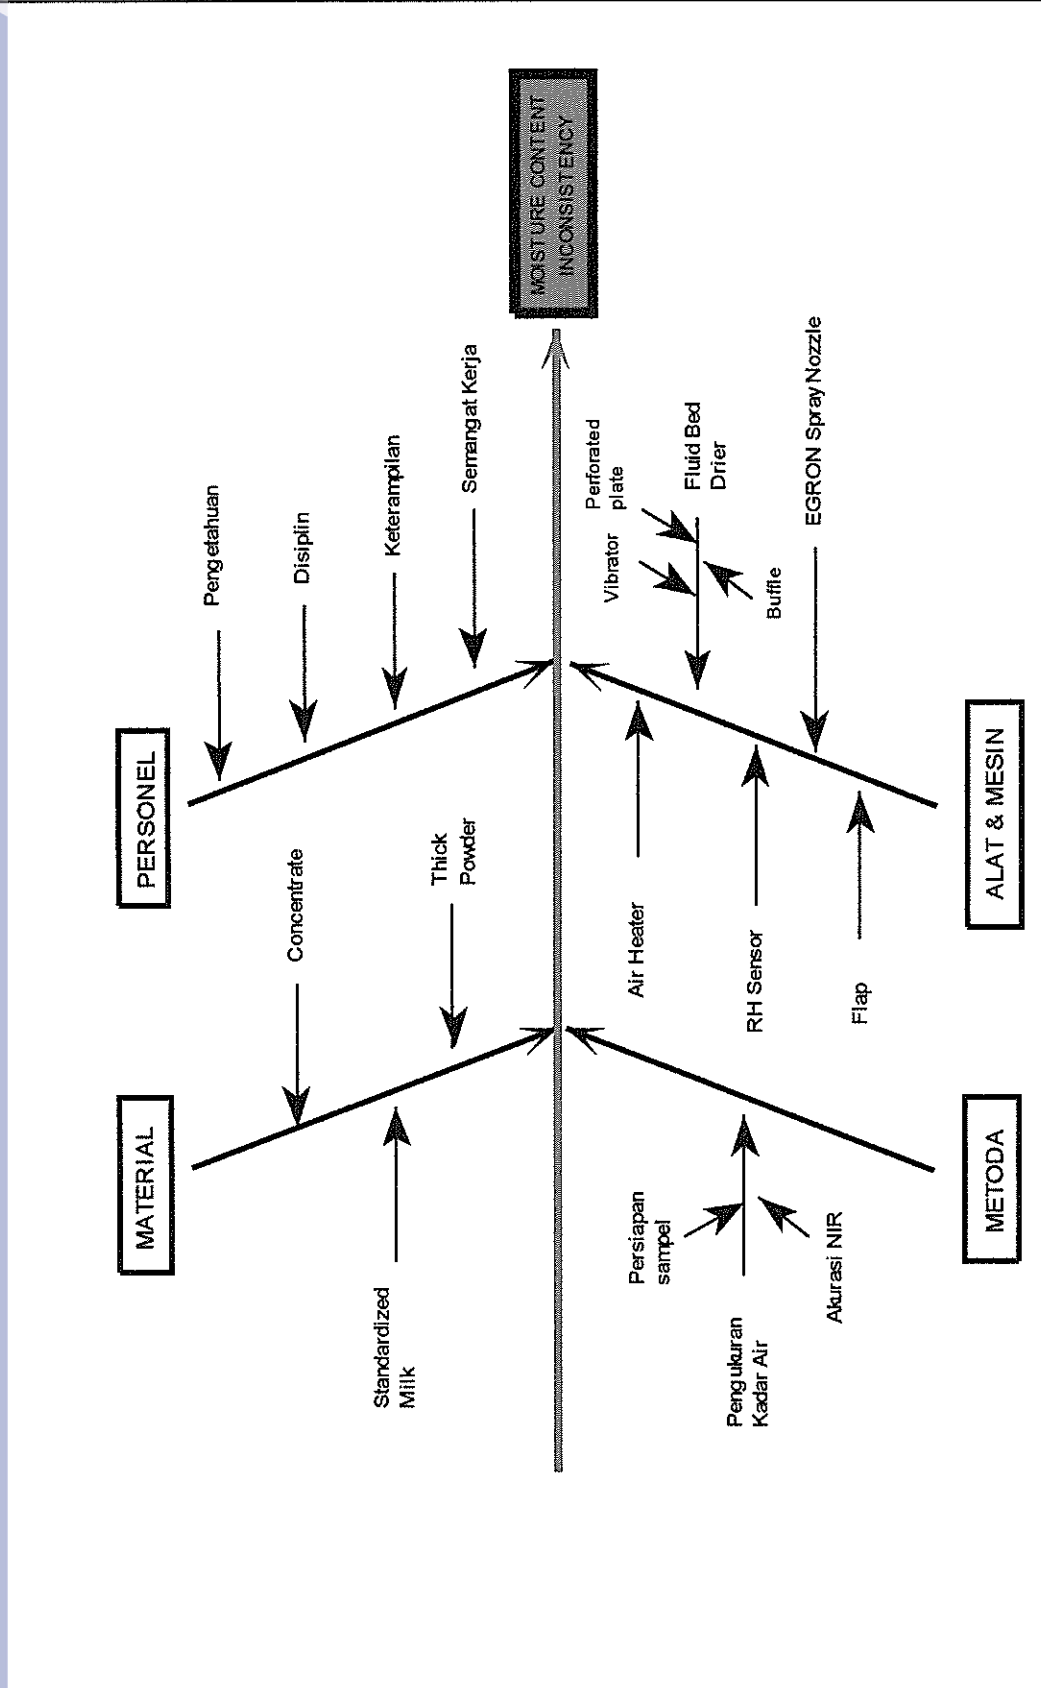 MATERIAL
PERSONEL
Concentrate
Thick
Powder
Standardized
Milk
Pengetahuan
Disiplin
Keterampilan
Semangat Kerja
MOISTURE CONTENT
INCONSISTENCY
Persiapan
sampel
Pengukuran
Kadar Air
Akurasi NIR
Air Heater
RH Sensor
Flap
Vibrator
Perforated
plate
Fluid Bed
Drier
Buffle
EGRON Spray Nozzle
METODA
ALAT & MESIN